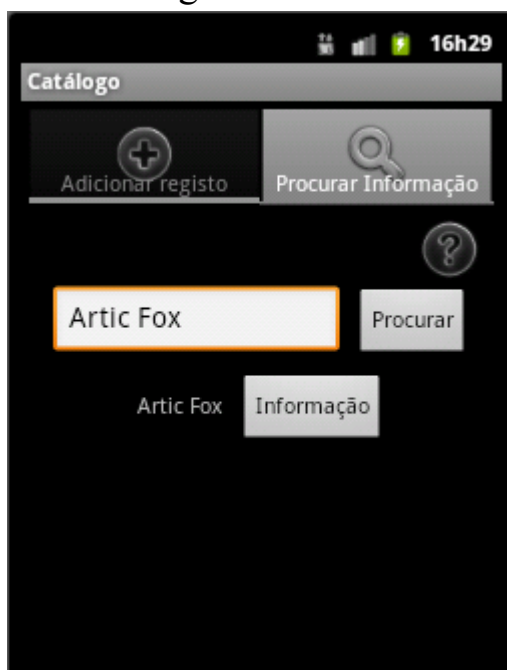 16h29
Catálogo
Adicionar registo
Procurar Informação
?
Artic Fox
Procurar
Artic Fox
Informação